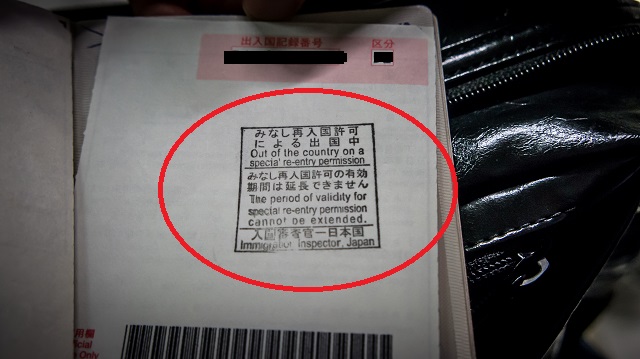 出入国記録番号 区分
みなし再入国許可
による出国中
Out of the country on a
special re-entry permission
みなし再入国許可の有効
期間は延長できません
The period of validity for
special re-entry permission
cannot be extended.
入国審査官一日本国
Immigration Inspector, Japan
用欄
Only